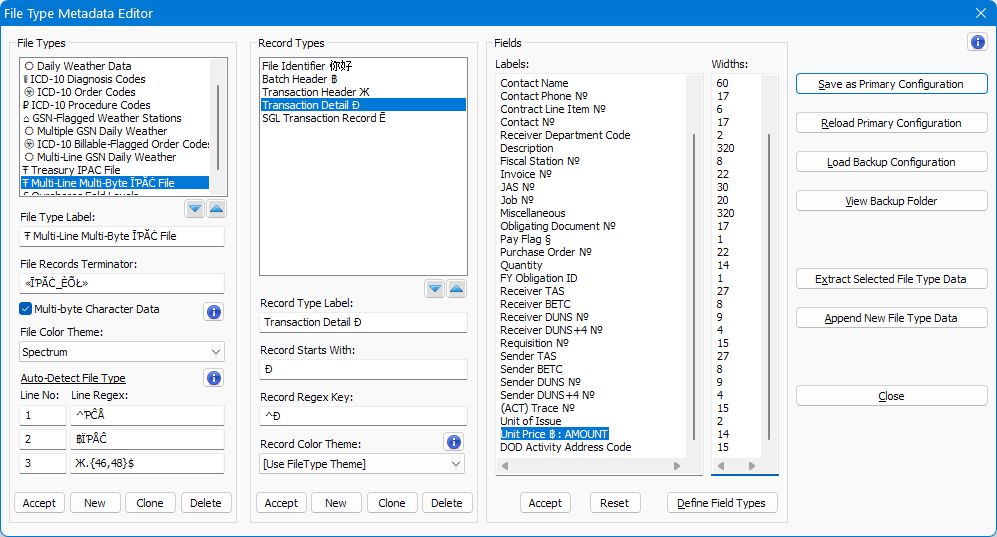 File Type Metadata Editor
File Types
Daily Weather Data
ICD-10 Diagnosis Codes
ICD-10 Order Codes
₽ ICD-10 Procedure Codes
⌂ GSN-Flagged Weather Stations
Multiple GSN Daily Weather
ICD-10 Billable-Flagged Order Codes
Multi-Line GSN Daily Weather
Ŧ Treasury IPAC File
Ŧ Multi-Line Multi-Byte ĪƤĂĊ File
File Type Label:
Ŧ Multi-Line Multi-Byte ĪƤĂĊ File
File Records Terminator:
«ĪƤĂĊ_ÈÕŁ»
Multi-byte Character Data
File Color Theme:
Spectrum
Auto-Detect File Type
Line No: Line Regex:
1 ^ƤĈÂ
2 ฿ÏƤÂĈ
3 Ж.{46,48}$
Accept New Clone Delete
Record Types
File Identifier 你好
Batch Header ฿
Transaction Header Ж
Transaction Detail Đ
SGL Transaction Record Ē
Record Type Label:
Transaction Detail Đ
Record Starts With:
Đ
Record Regex Key:
^Đ
Record Color Theme:
[Use FileType Theme]
Accept New Clone Delete
Fields
Labels: Widths:
Contact Name 60
Contact Phone № 17
Contract Line Item № 6
Contact № 17
Receiver Department Code 2
Description 320
Fiscal Station № 8
Invoice № 22
JAS № 30
Job № 20
Miscellaneous 320
Obligating Document № 17
Pay Flag § 1
Purchase Order № 22
Quantity 14
FY Obligation ID 1
Receiver TAS 27
Receiver BETC 8
Receiver DUNS № 9
Receiver DUNS+4 № 4
Requisition № 15
Sender TAS 27
Sender BETC 8
Sender DUNS № 9
Sender DUNS+4 № 4
(ACT) Trace № 15
Unit of Issue 2
Unit Price ฿ : AMOUNT 14
DOD Activity Address Code 15
Accept Reset Define Field Types
Save as Primary Configuration
Reload Primary Configuration
Load Backup Configuration
View Backup Folder
Extract Selected File Type Data
Append New File Type Data
Close